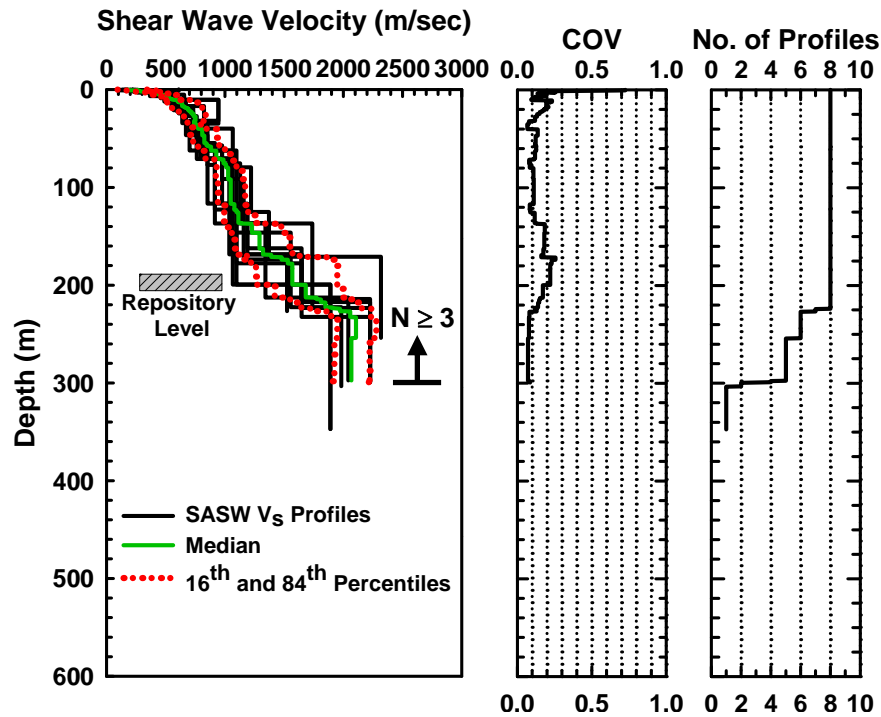 Shear Wave Velocity (m/sec)
0 500 1000 1500 2000 2500 3000
0
100
200
300
400
500
600
Depth (m)
Repository
Level
N ≥ 3
SASW Vs Profiles
Median
16th and 84th Percentiles
COV
0.0 0.5 1.0
0.0 0.5 1.0
No. of Profiles
0 2 4 6 8 10
0 2 4 6 8 10